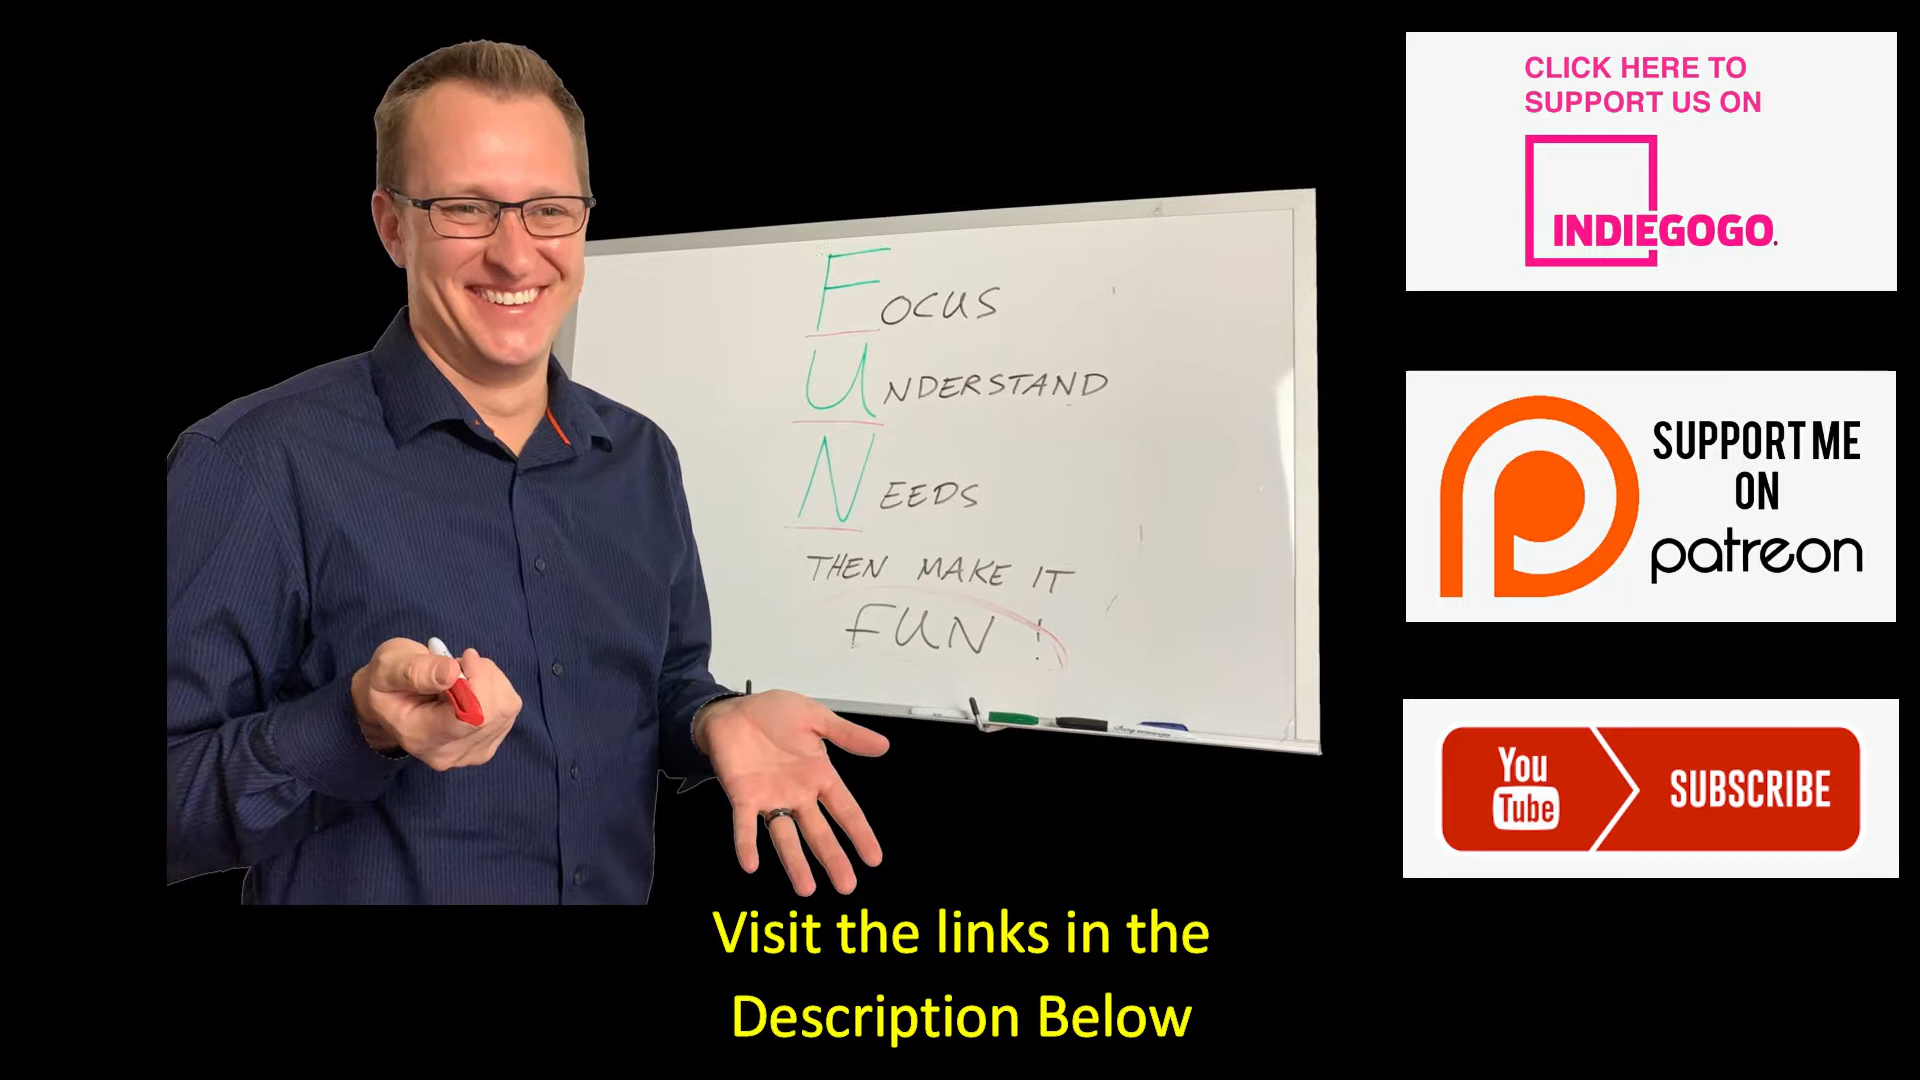 FOCUS
UNDERSTAND
NEEDS
THEN MAKE IT
FUN !
CLICK HERE TO
SUPPORT US ON
INDIEGOGO.
SUPPORT ME
ON
patreon
You
Tube
SUBSCRIBE
Visit the links in the
Description Below